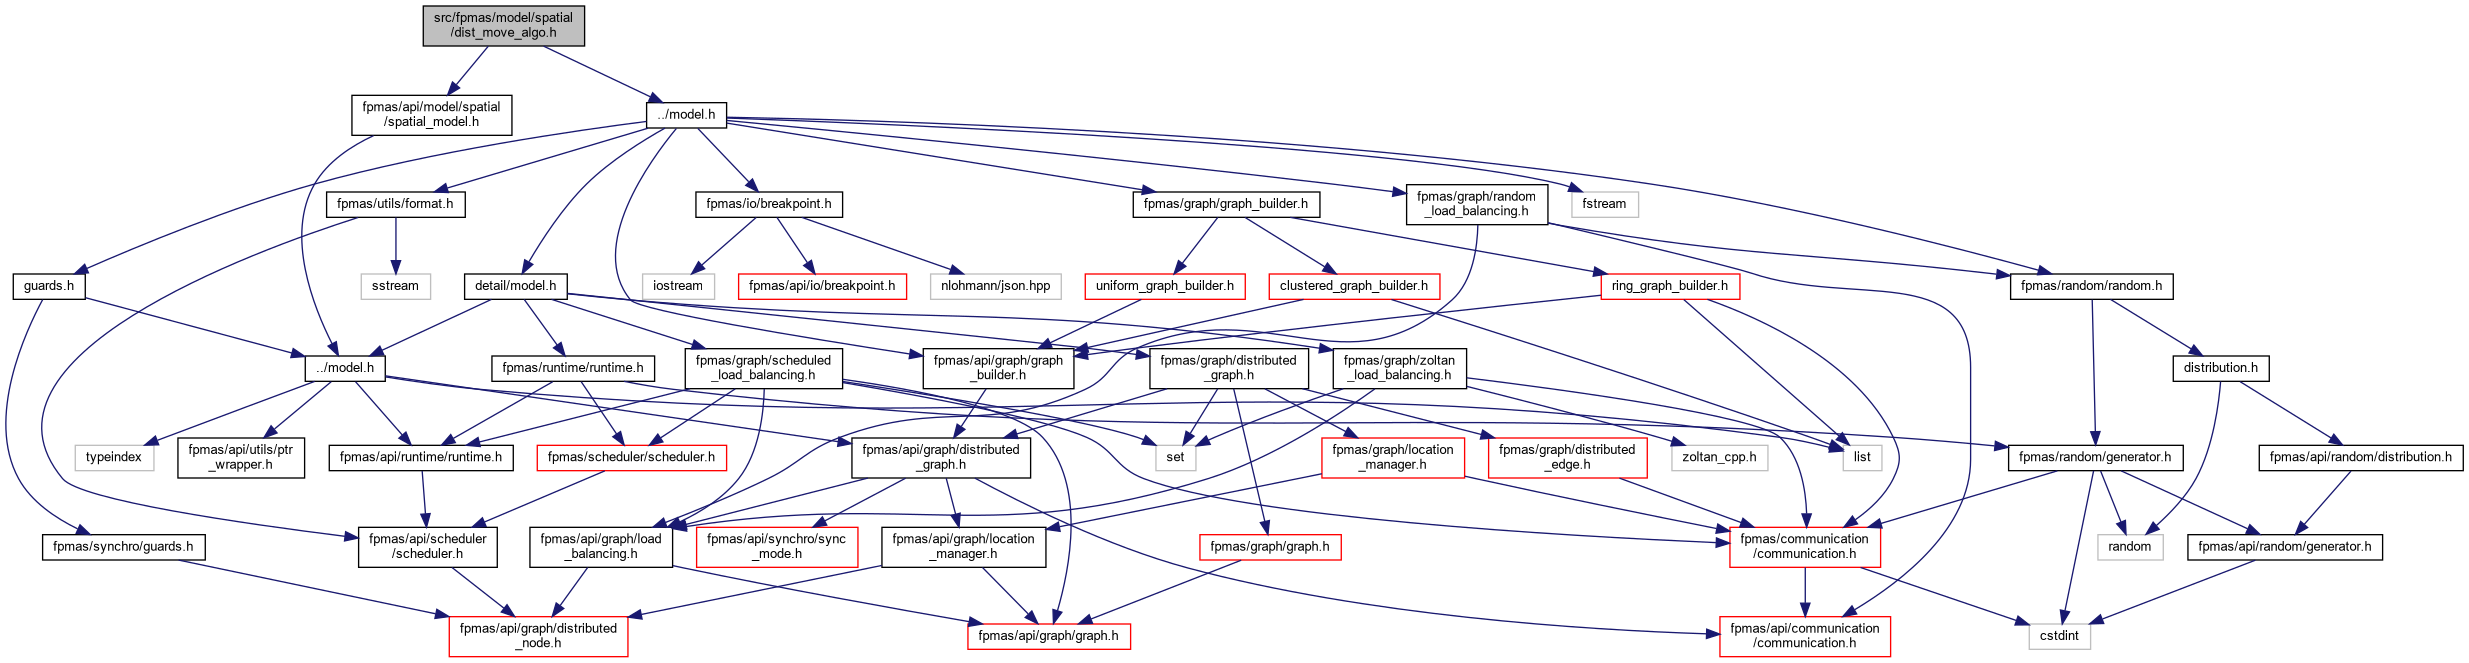 src/fpmas/model/spatial
/dist_move_algo.h
fpmas/api/model/spatial
/spatial_model.h
../model.h
fpmas/utils/format.h
fpmas/io/breakpoint.h
fpmas/graph/graph_builder.h
fpmas/graph/random
_load_balancing.h
fstream
guards.h
sstream
detail/model.h
iostream
fpmas/api/io/breakpoint.h
nlohmann/json.hpp
uniform_graph_builder.h
clustered_graph_builder.h
ring_graph_builder.h
fpmas/random/random.h
../model.h
fpmas/runtime/runtime.h
fpmas/graph/scheduled
_load_balancing.h
fpmas/api/graph/graph
_builder.h
fpmas/graph/distributed
_graph.h
fpmas/graph/zoltan
_load_balancing.h
distribution.h
typeindex
fpmas/api/utils/ptr
_wrapper.h
fpmas/api/runtime/runtime.h
fpmas/scheduler/scheduler.h
fpmas/api/graph/distributed
_graph.h
set
fpmas/graph/location
_manager.h
fpmas/graph/distributed
_edge.h
zoltan_cpp.h
list
fpmas/random/generator.h
fpmas/api/random/distribution.h
fpmas/synchro/guards.h
fpmas/api/scheduler
/scheduler.h
fpmas/api/graph/load
_balancing.h
fpmas/api/synchro/sync
_mode.h
fpmas/api/graph/location
_manager.h
fpmas/graph/graph.h
fpmas/communication
/communication.h
random
fpmas/api/random/generator.h
fpmas/api/graph/distributed
_node.h
fpmas/api/graph/graph.h
fpmas/api/communication
/communication.h
cstdint